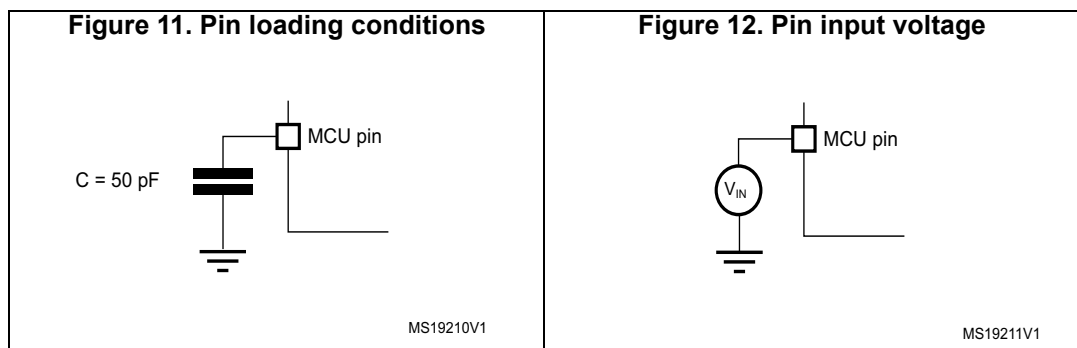 Figure 11. Pin loading conditions
MCU pin
C = 50 pF
MS19210V1
Figure 12. Pin input voltage
MCU pin
VIN
MS19211V1